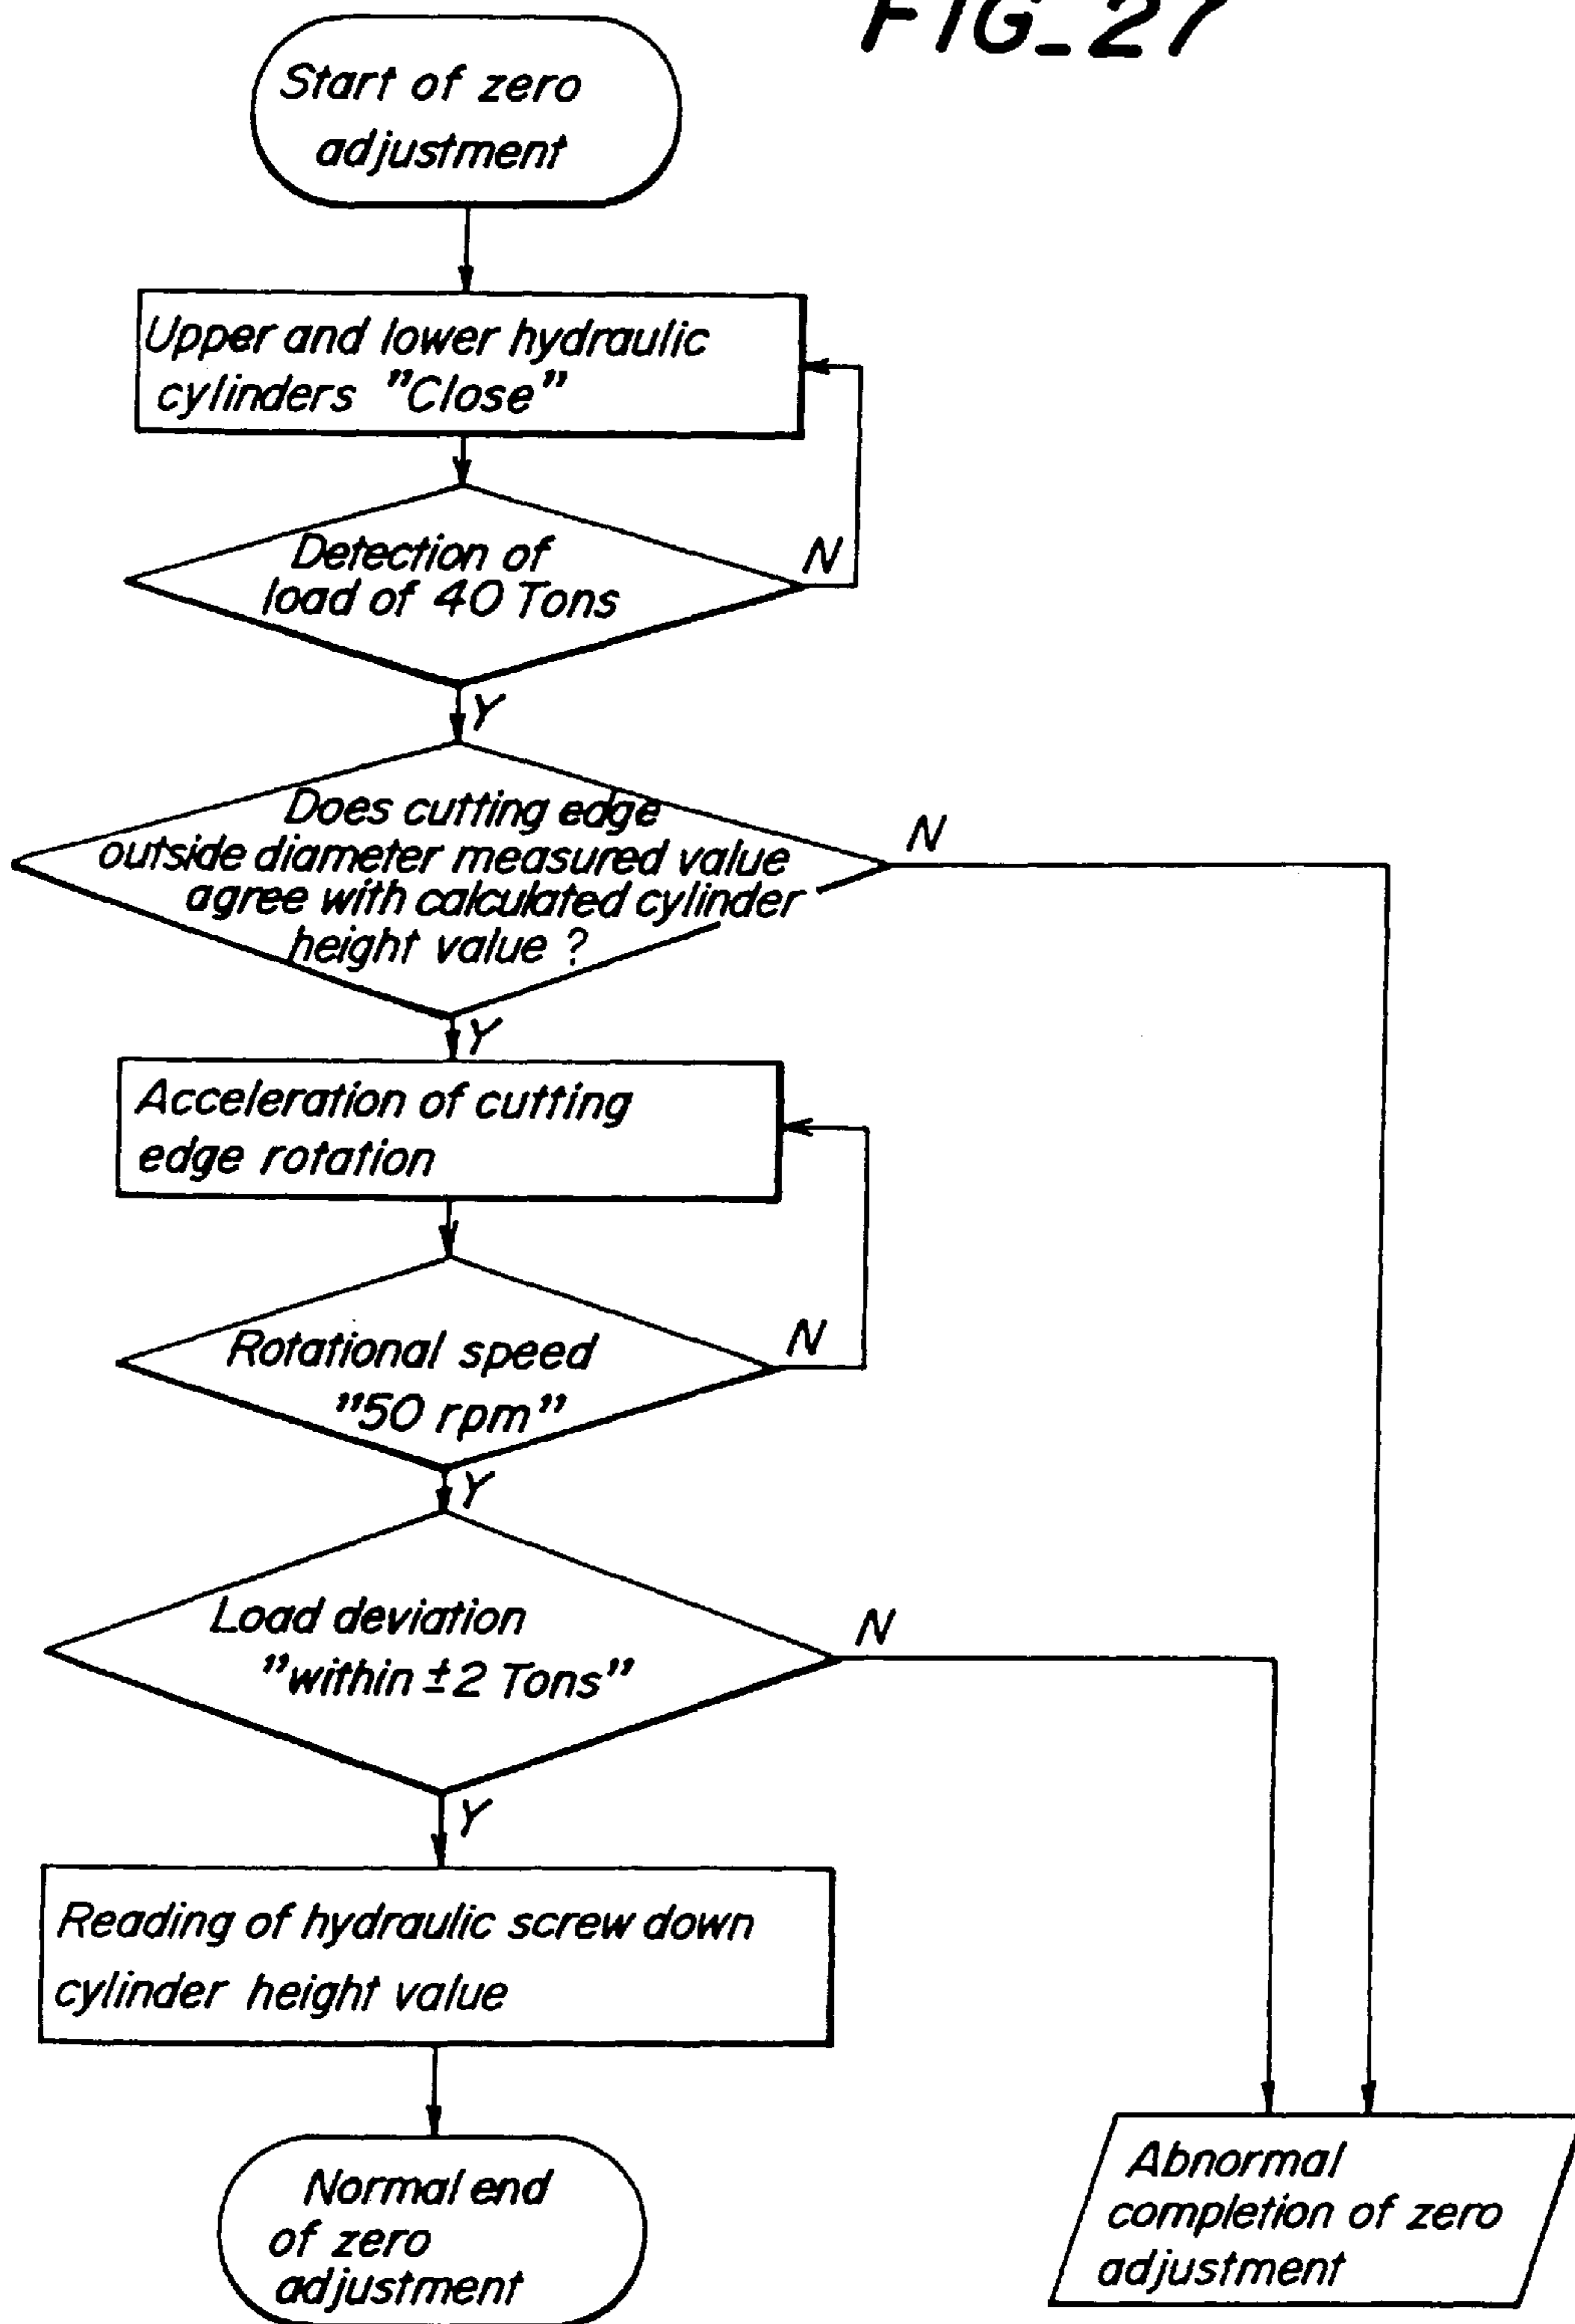 FIG_27
Start of zero
adjustment
Upper and lower hydraulic
cylinders "Close"
Detection of
load of 40 Tons
N
Y
Does cutting edge
outside diameter measured value
agree with calculated cylinder
height value ?
N
Y
Acceleration of cutting
edge rotation
Rotational speed
"50 rpm"
N
Y
Load deviation
"within ±2 Tons"
N
Y
Reading of hydraulic screw down
cylinder height value
Normal end
of zero
adjustment
Abnormal
completion of zero
adjustment